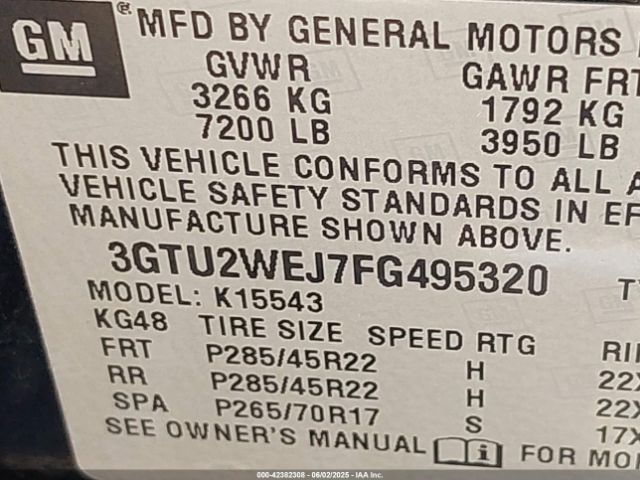 GM ® MFD BY GENERAL MOTORS
GVWR GAWR FRT
3266 KG 1792 KG
7200 LB 3950 LB
THIS VEHICLE CONFORMS TO ALL A
VEHICLE SAFETY STANDARDS IN EF
MANUFACTURE SHOWN ABOVE.
3GTU2WEJ7FG495320 TY
MODEL: K15543
KG48 TIRE SIZE SPEED RTG RI
FRT P285/45R22 H 22X
RR P285/45R22 H 22X
SPA P265/70R17 S 17X
SEE OWNER'S MANUAL i FOR MO
000-42382308 - 06/02/2025 - IAA Inc.